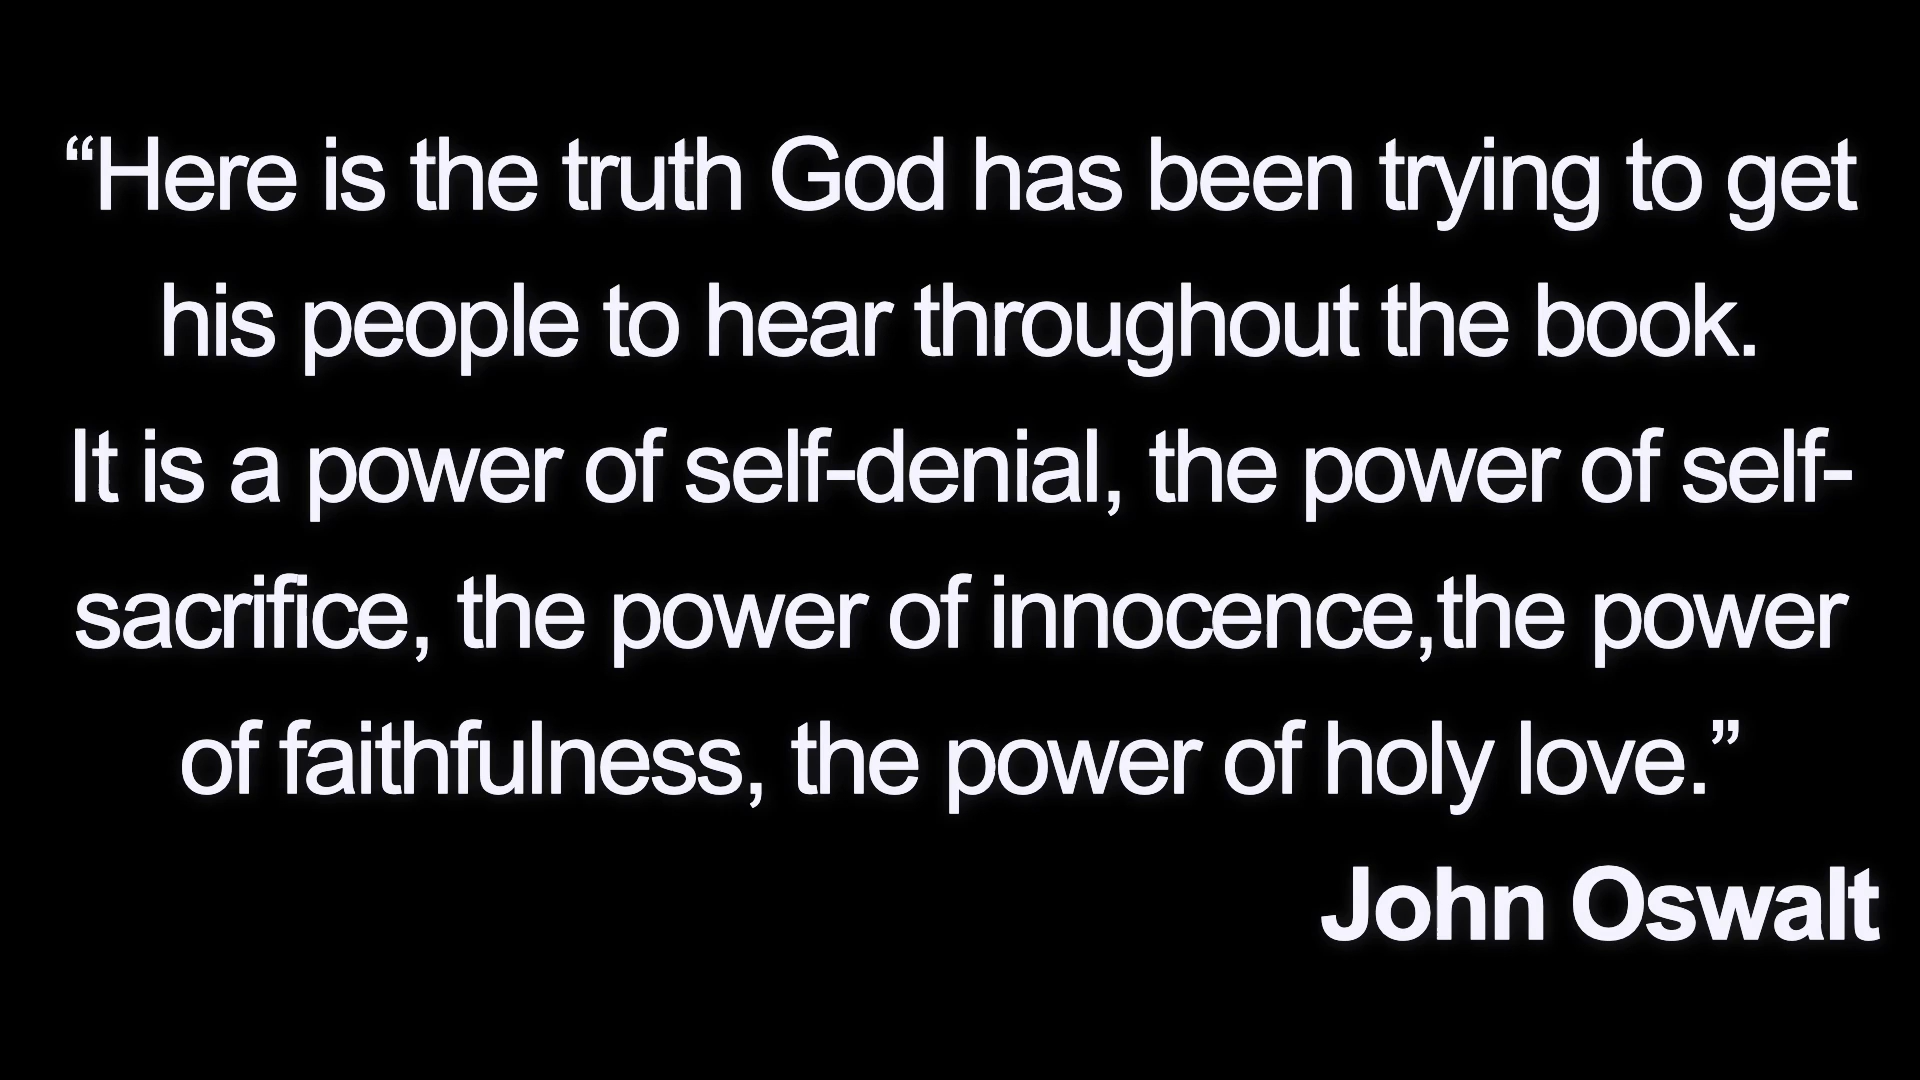 “Here is the truth God has been trying to get
his people to hear throughout the book.
It is a power of self-denial, the power of self-
sacrifice, the power of innocence,the power
of faithfulness, the power of holy love.”
John Oswalt